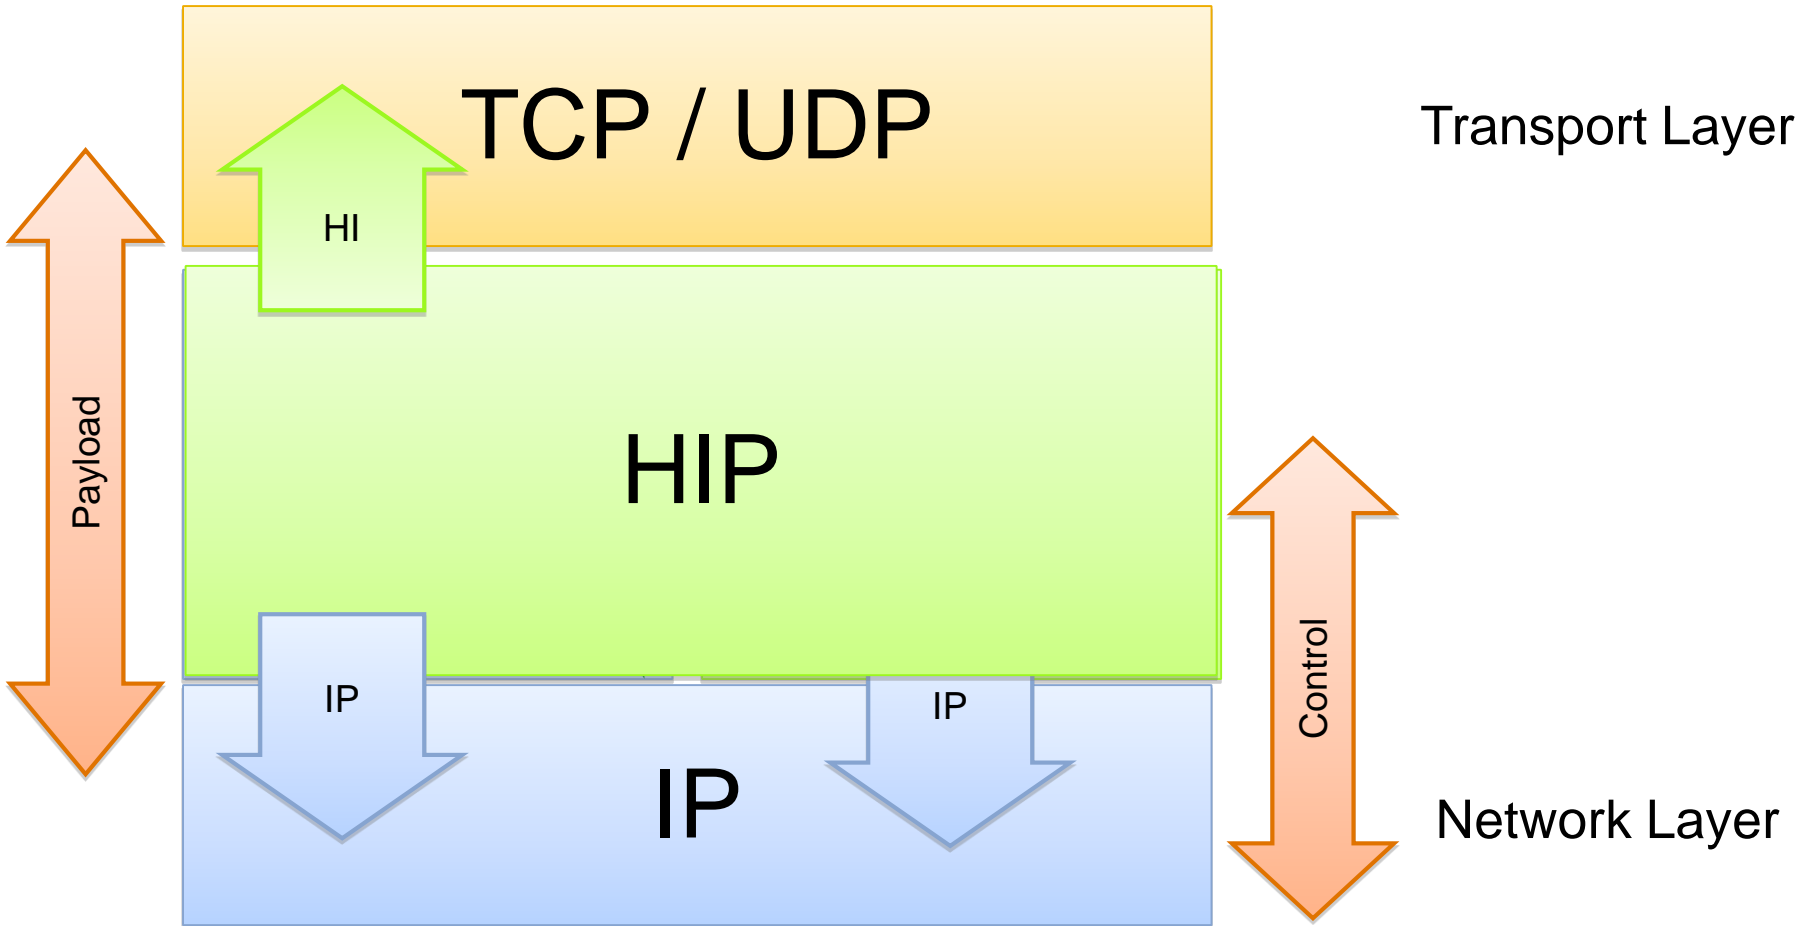 TCP / UDP
Transport Layer
HI
Payload
HIP
Control
IP
IP
IP
Network Layer